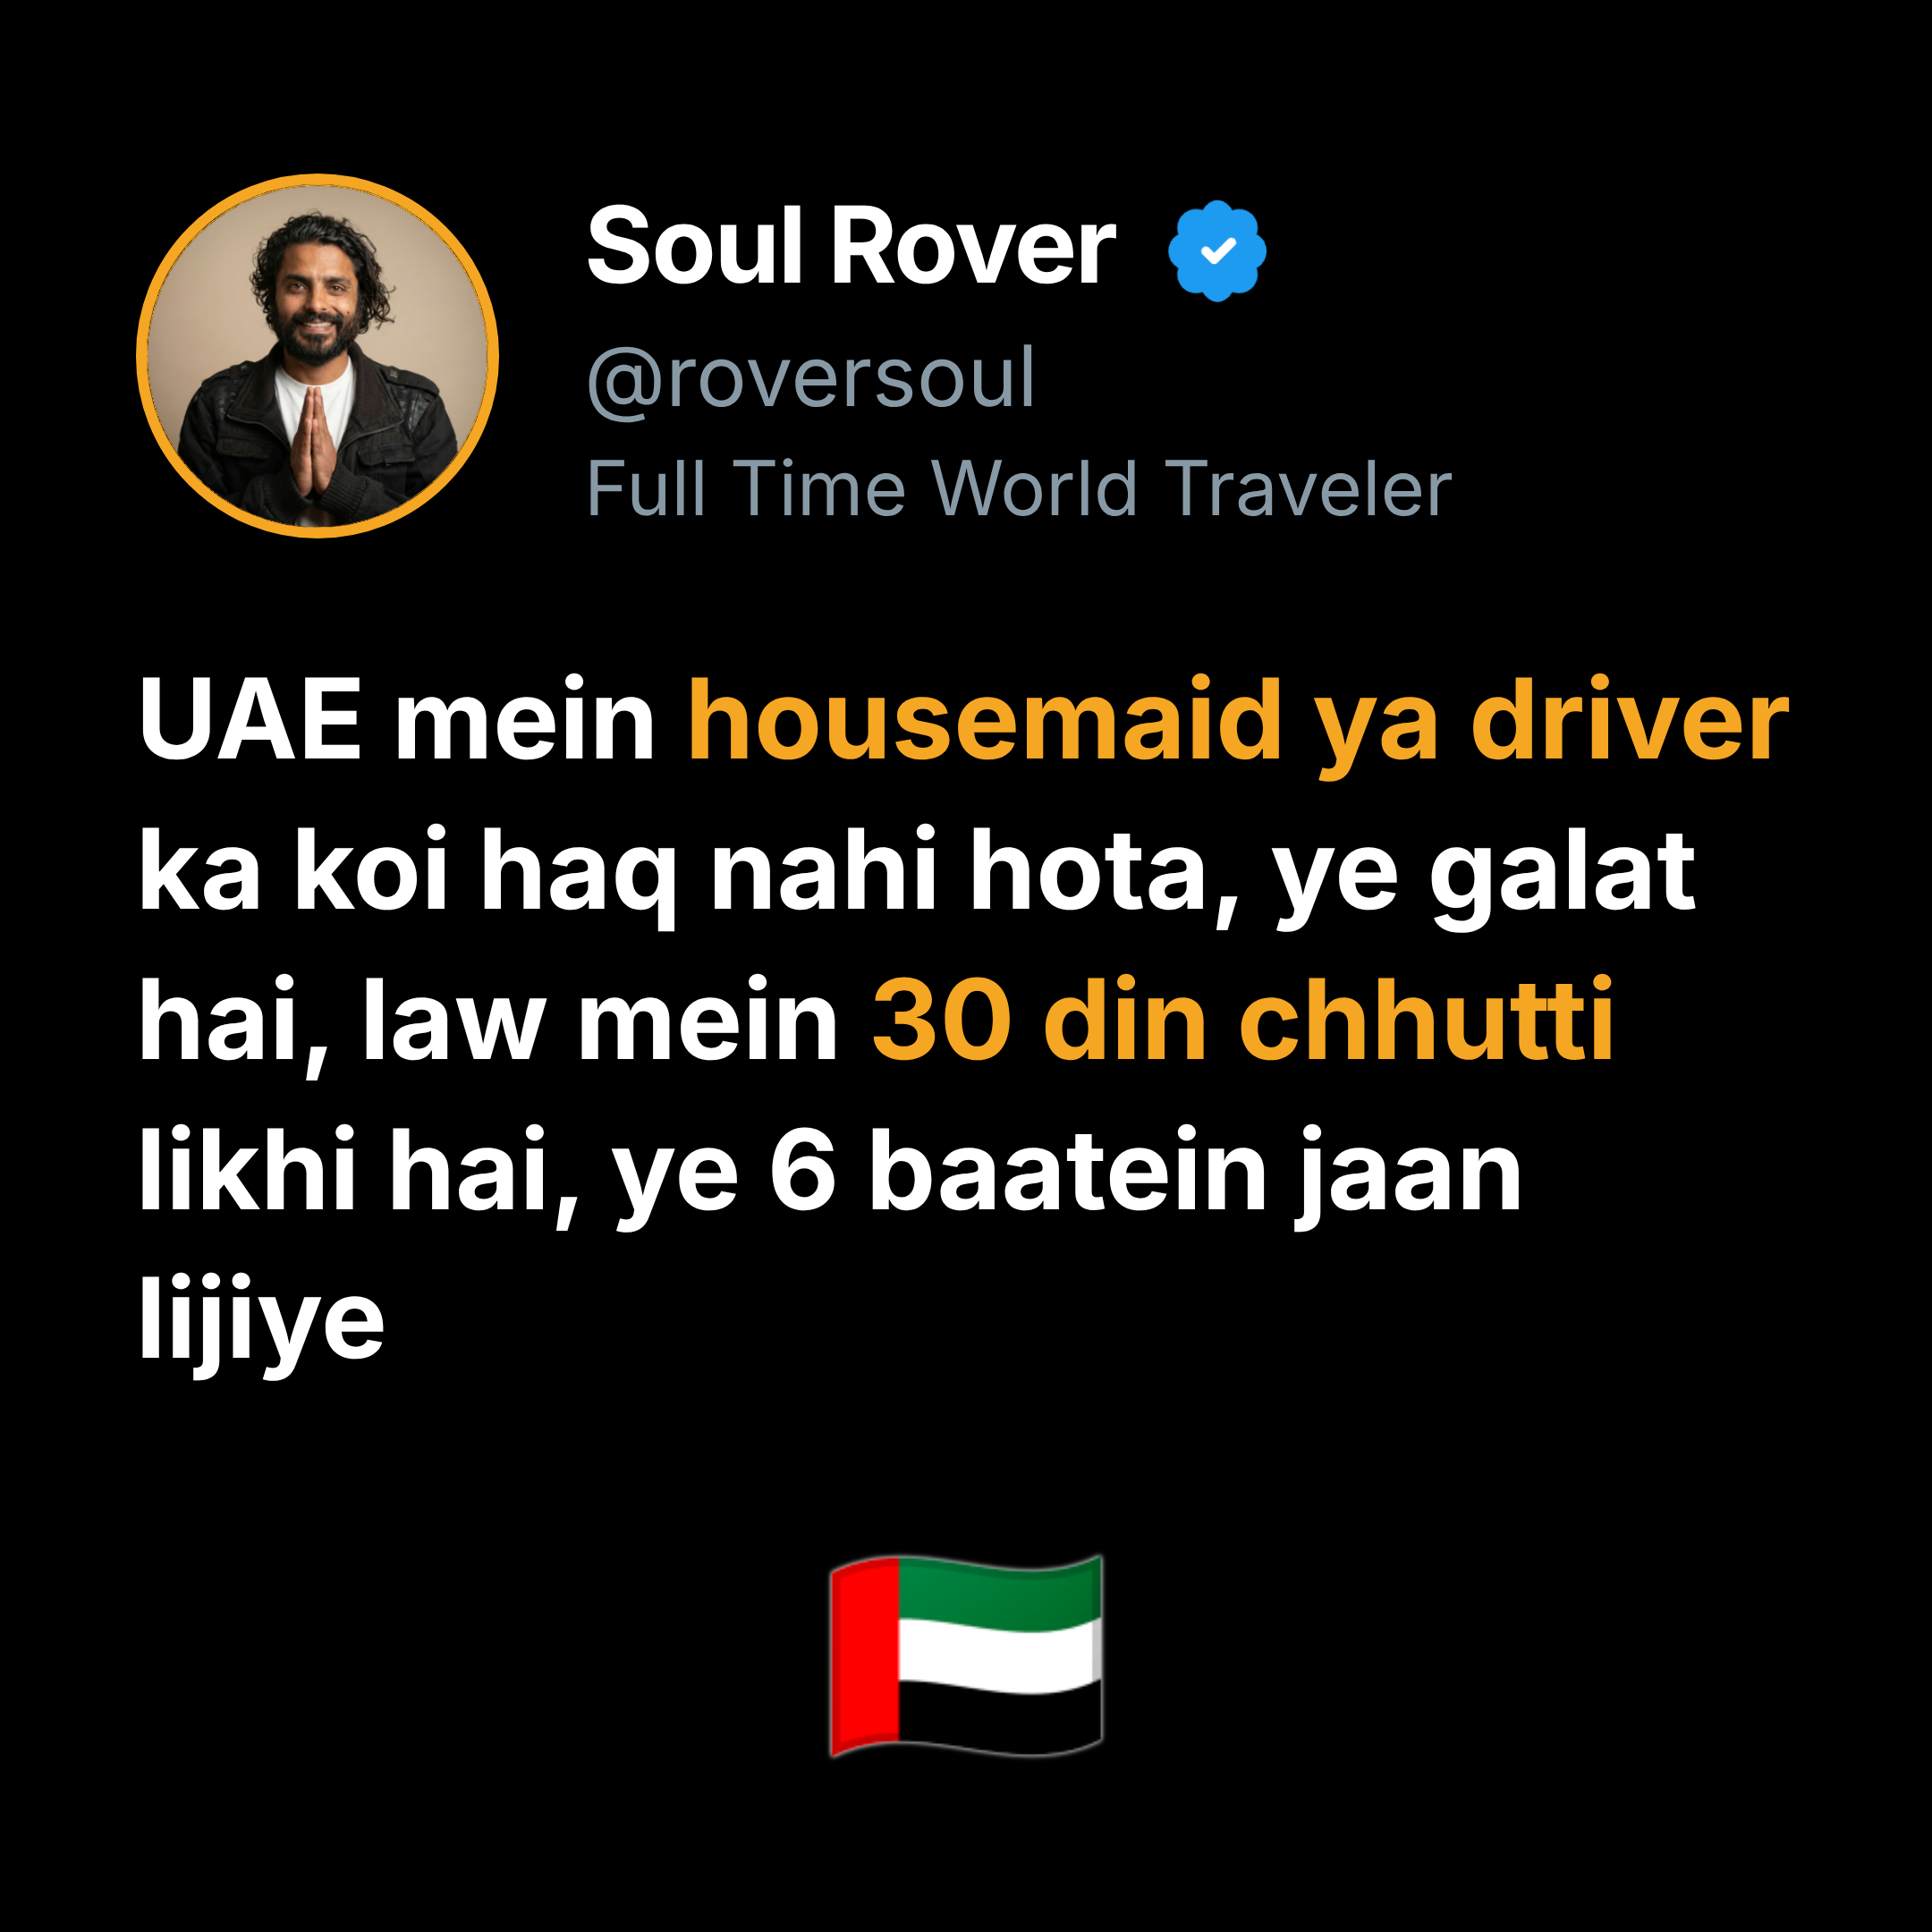 Soul Rover
@roversoul
Full Time World Traveler
UAE mein housemaid ya driver
ka koi haq nahi hota, ye galat
hai, law mein 30 din chhutti
likhi hai, ye 6 baatein jaan
lijiye